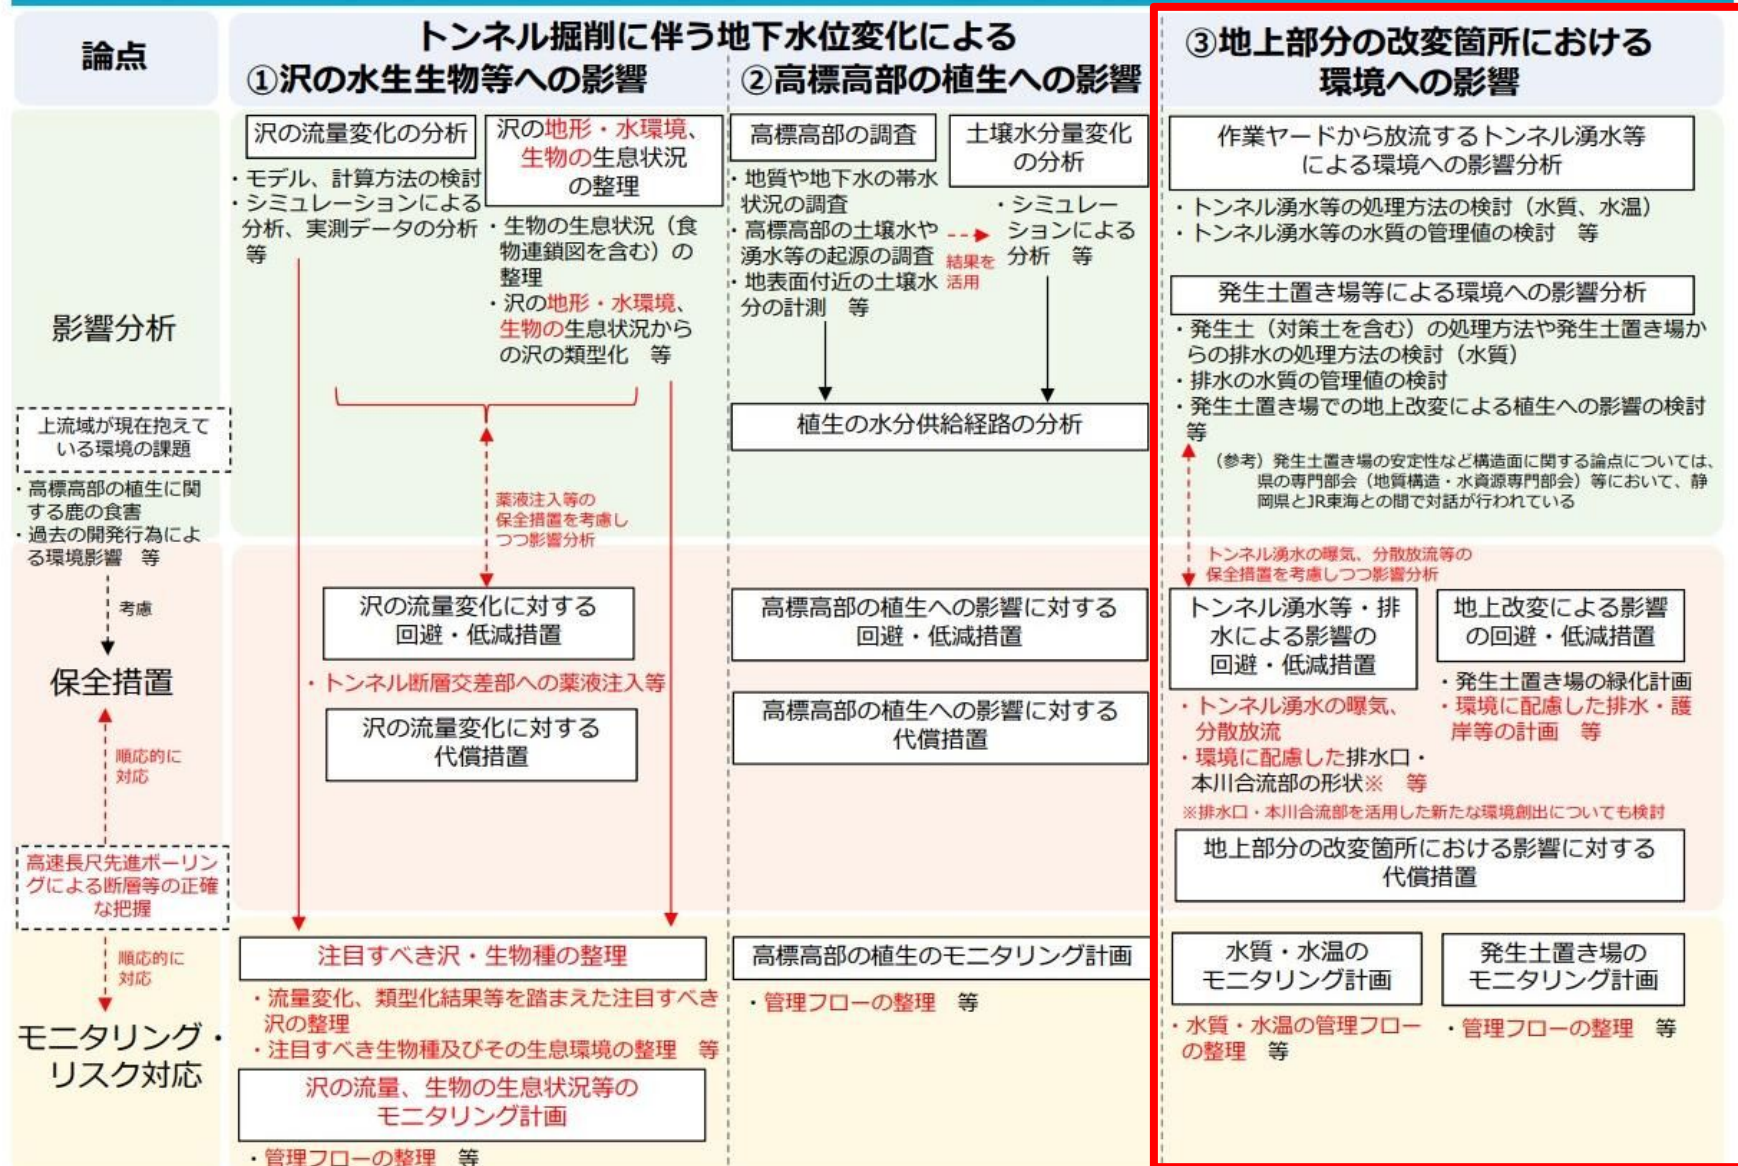 論点
トンネル掘削に伴う地下水位変化による
①沢の水生生物等への影響
②高標高部の植生への影響
③地上部分の改変箇所における
環境への影響
影響分析
上流域が現在抱えて
いる環境の課題
・高標高部の植生に関
する鹿の食害
・過去の開発行為によ
る環境影響　等
考慮
保全措置
順応的に
対応
高速長尺先進ボーリン
グによる断層等の正確
な把握
順応的に
対応
モニタリング・
リスク対応
沢の流量変化の分析
・モデル、計算方法の検討
・シミュレーションによる
分析、実測データの分析
等
沢の地形・水環境、
生物の生息状況
の整理
・生物の生息状況（食
物連鎖図を含む）の
整理
・沢の地形・水環境、
生物の生息状況から
の沢の類型化　等
薬液注入等の
保全措置を考慮し
つつ影響分析
沢の流量変化に対する
回避・低減措置
・トンネル断層交差部への薬液注入等
沢の流量変化に対する
代償措置
注目すべき沢・生物種の整理
・流量変化、類型化結果等を踏まえた注目すべき
沢の整理
・注目すべき生物種及びその生息環境の整理　等
沢の流量、生物の生息状況等の
モニタリング計画
・管理フローの整理　等
高標高部の調査
・地質や地下水の帯水
状況の調査
・高標高部の土壌水や
湧水等の起源の調査
・地表面付近の土壌水
分の計測　等
結果を
活用
土壌水分量変化
の分析
・シミュレー
ションによる
分析　等
植生の水分供給経路の分析
高標高部の植生への影響に対する
回避・低減措置
高標高部の植生への影響に対する
代償措置
高標高部の植生のモニタリング計画
・管理フローの整理　等
作業ヤードから放流するトンネル湧水等
による環境への影響分析
・トンネル湧水等の処理方法の検討（水質、水温）
・トンネル湧水等の水質の管理値の検討　等
発生土置き場等による環境への影響分析
・発生土（対策土を含む）の処理方法や発生土置き場か
らの排水の処理方法の検討（水質）
・排水の水質の管理値の検討
・発生土置き場での地上改変による植生への影響の検討
等
（参考）発生土置き場の安定性など構造面に関する論点については、
県の専門部会（地質構造・水資源専門部会）等において、静
岡県とJR東海との間で対話が行われている
トンネル湧水の曝気、分散放流等の
保全措置を考慮しつつ影響分析
トンネル湧水等・排
水による影響の
回避・低減措置
・トンネル湧水の曝気、
分散放流
・環境に配慮した排水口・
本川合流部の形状※　等
地上改変による影響
の回避・低減措置
・発生土置き場の緑化計画
・環境に配慮した排水・護
岸等の計画　等
※排水口・本川合流部を活用した新たな環境創出についても検討
地上部分の改変箇所における影響に対する
代償措置
水質・水温の
モニタリング計画
・水質・水温の管理フロー
の整理　等
発生土置き場の
モニタリング計画
・管理フローの整理　等